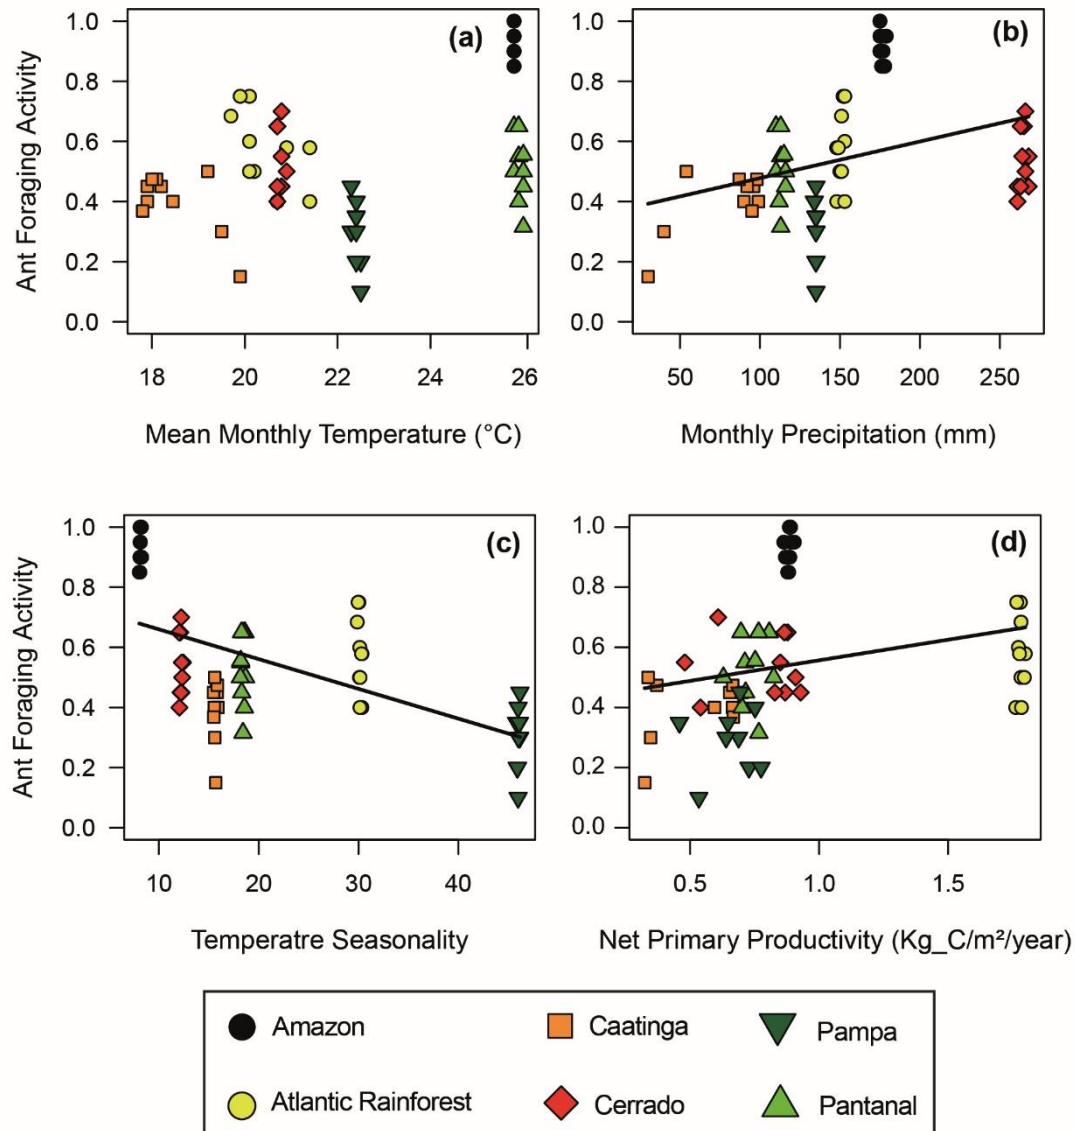 (a)
Ant Foraging Activity
1.0
0.8
0.6
0.4
0.2
0.0
18 20 22 24 26
Mean Monthly Temperature (°C)
(b)
1.0
0.8
0.6
0.4
0.2
0.0
50 100 150 200 250
Monthly Precipitation (mm)
(c)
Ant Foraging Activity
1.0
0.8
0.6
0.4
0.2
0.0
10 20 30 40
Temperatre Seasonality
(d)
1.0
0.8
0.6
0.4
0.2
0.0
0.5 1.0 1.5
Net Primary Productivity (Kg_C/m²/year)
Amazon Caatinga Pampa
Atlantic Rainforest Cerrado Pantanal